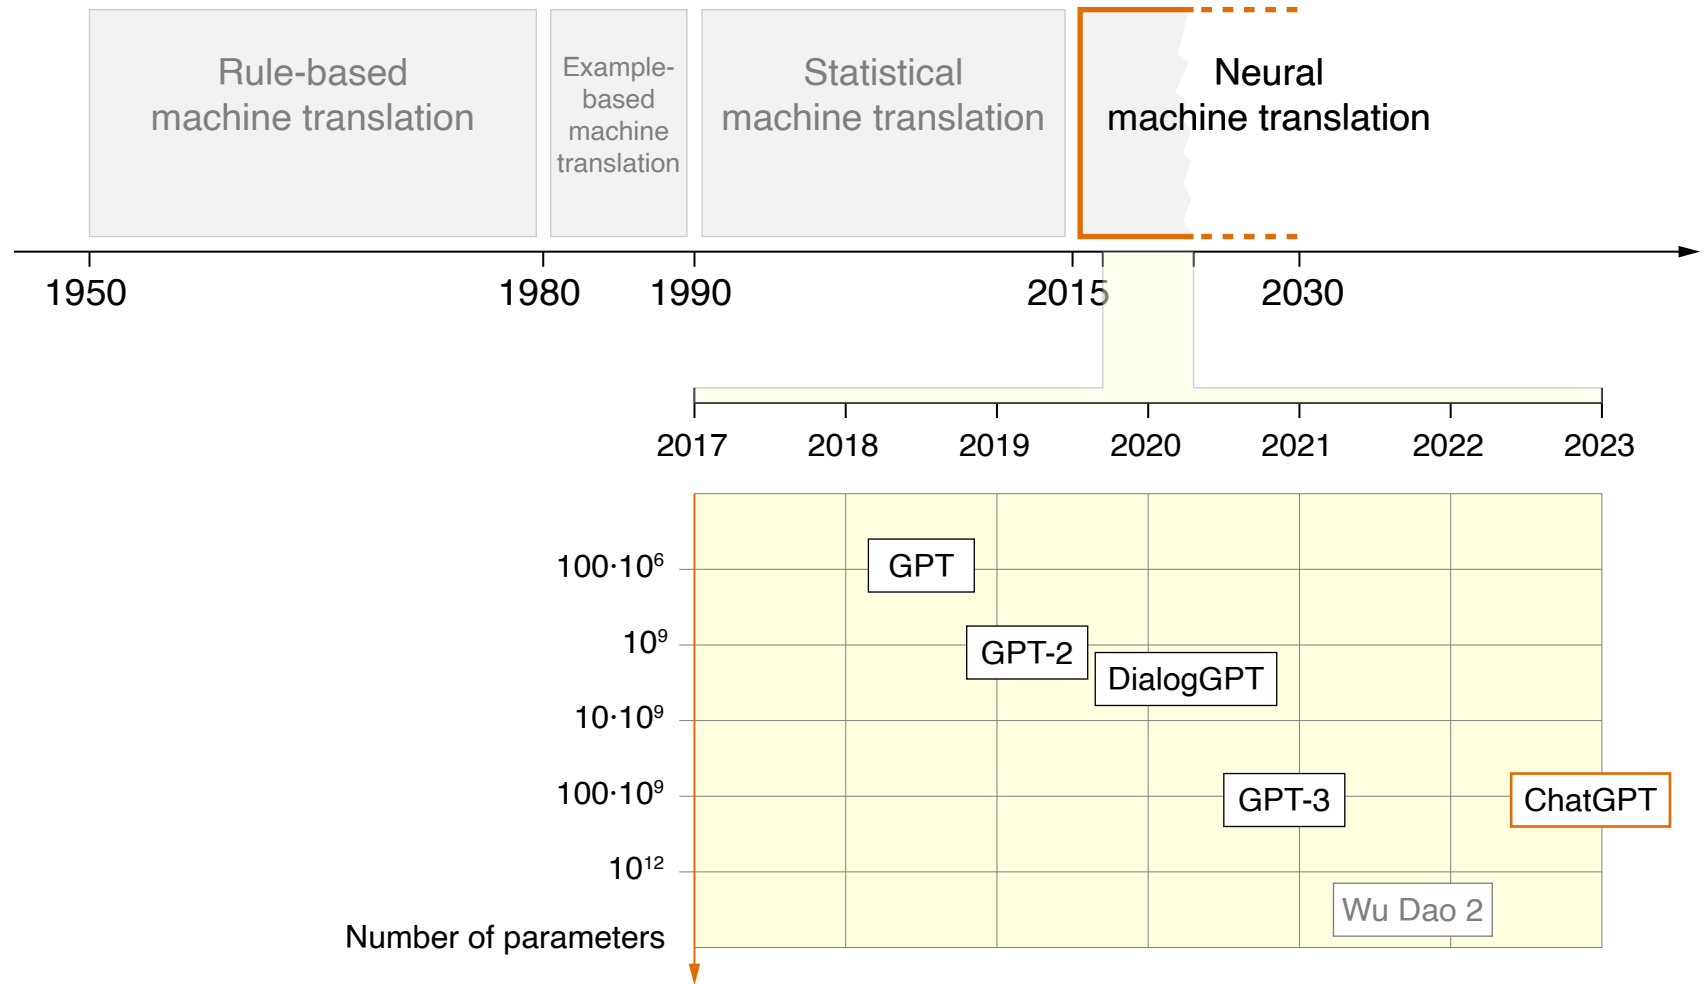 Rule-based
machine translation
Example-
based
machine
translation
Statistical
machine translation
Neural
machine translation
1950
1980
1990
2015
2030
2017
2018
2019
2020
2021
2022
2023
100·10⁶
GPT
10⁹
GPT-2
DialogGPT
10·10⁹
100·10⁹
GPT-3
ChatGPT
10¹²
Wu Dao 2
Number of parameters